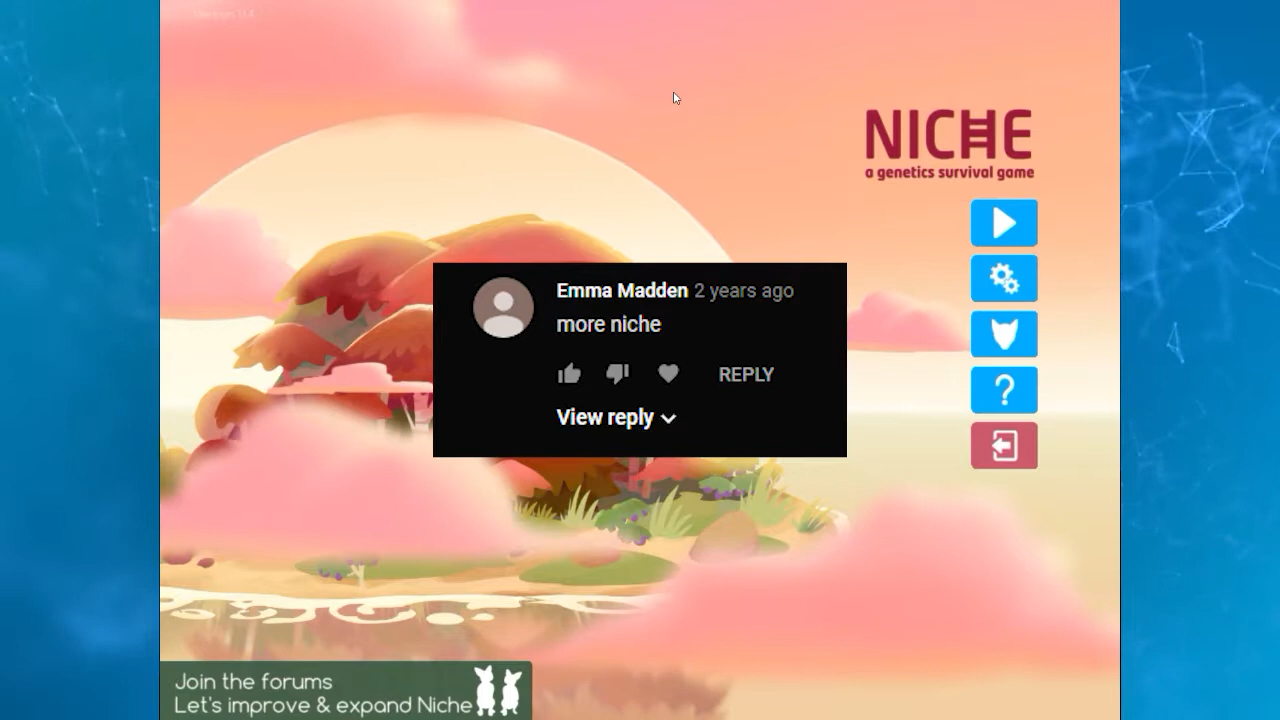 NICHE
a genetics survival game
Emma Madden 2 years ago
more niche
REPLY
View reply
Join the forums
Let's improve & expand Niche